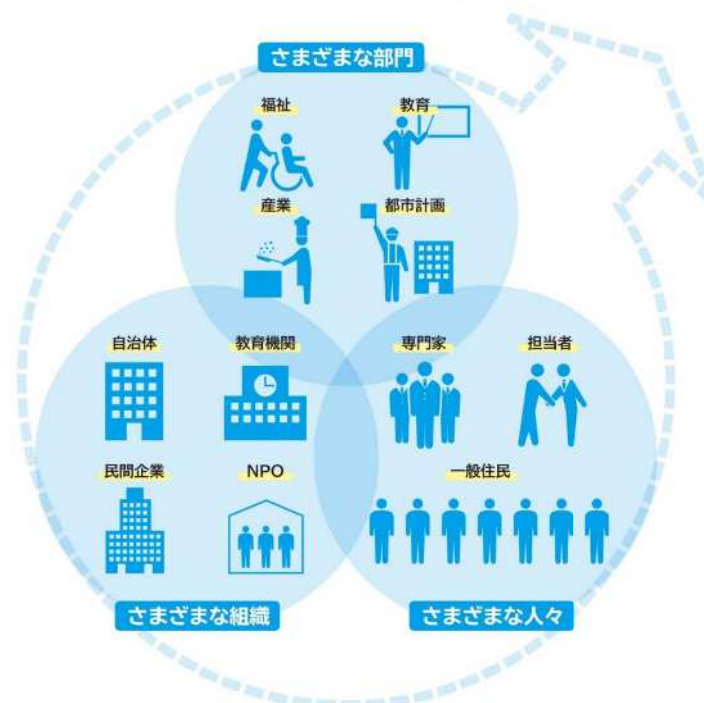 さまざまな部門
福祉
教育
産業
都市計画
自治体
教育機関
専門家
担当者
民間企業
NPO
一般住民
さまざまな組織
さまざまな人々